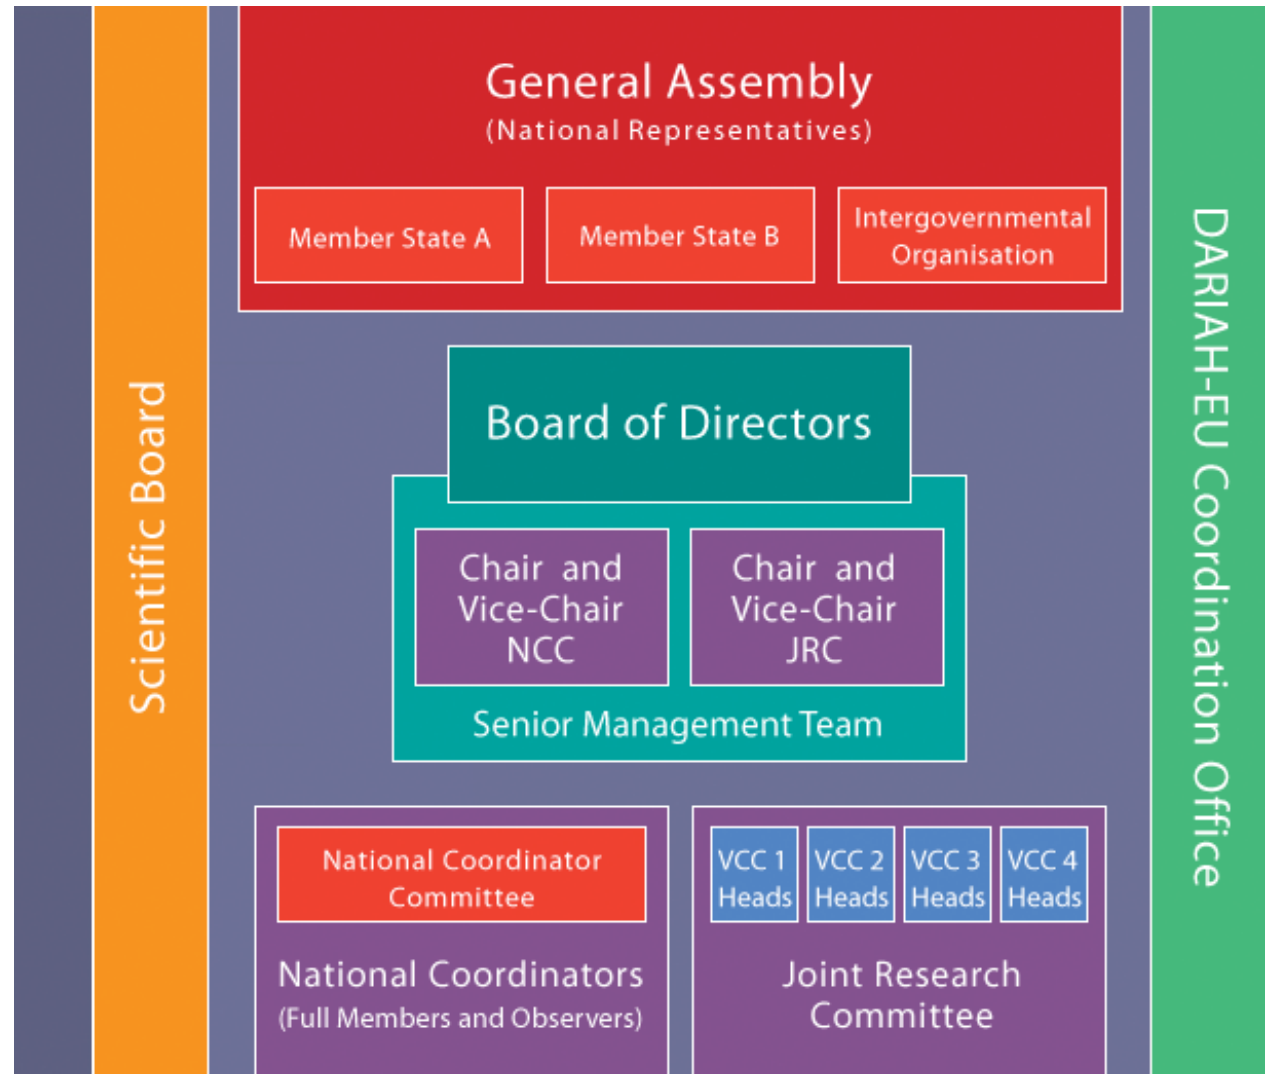 General Assembly
(National Representatives)
Member State A
Member State B
Intergovernmental
Organisation
Scientific Board
DARIAH-EU Coordination Office
Board of Directors
Chair and
Vice-Chair
NCC
Chair and
Vice-Chair
JRC
Senior Management Team
National Coordinator
Committee
National Coordinators
(Full Members and Observers)
VCC 1
Heads
VCC 2
Heads
VCC 3
Heads
VCC 4
Heads
Joint Research
Committee